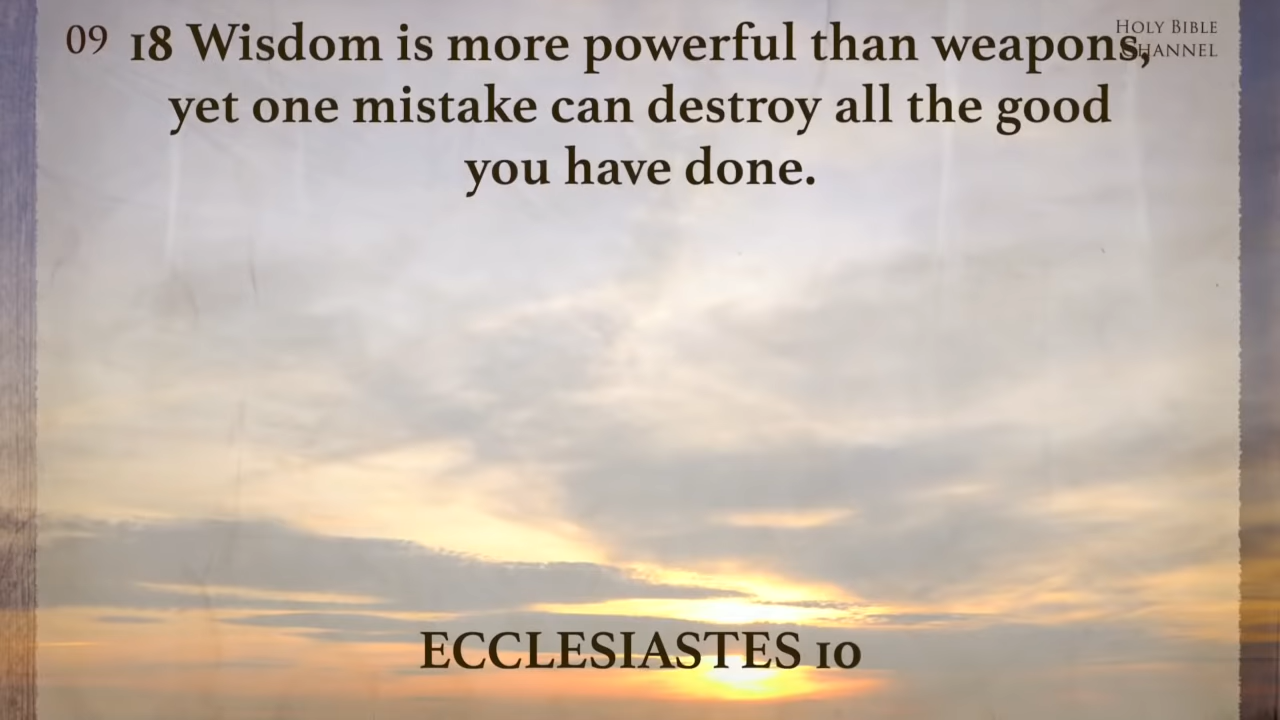 09
18 Wisdom is more powerful than weapons,
yet one mistake can destroy all the good
you have done.
HOLY BIBLE
CHANNEL
ECCLESIASTES 10